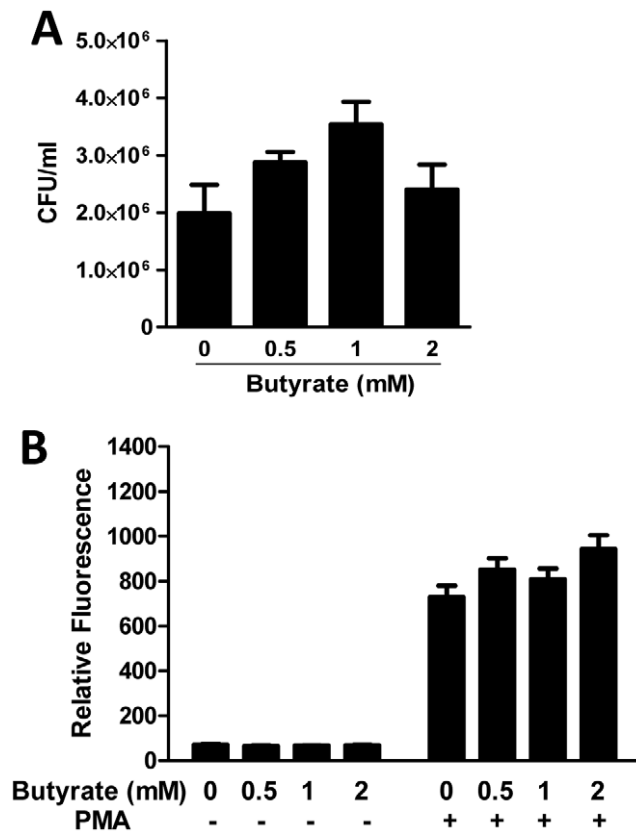 A
5.0×10⁶
4.0×10⁶
3.0×10⁶
2.0×10⁶
1.0×10⁶
0
CFU/ml
0 0.5 1 2
Butyrate (mM)
B
1400
1200
1000
800
600
400
200
0
Relative Fluorescence
Butyrate (mM) 0 0.5 1 2 0 0.5 1 2
PMA - - - - + + + +